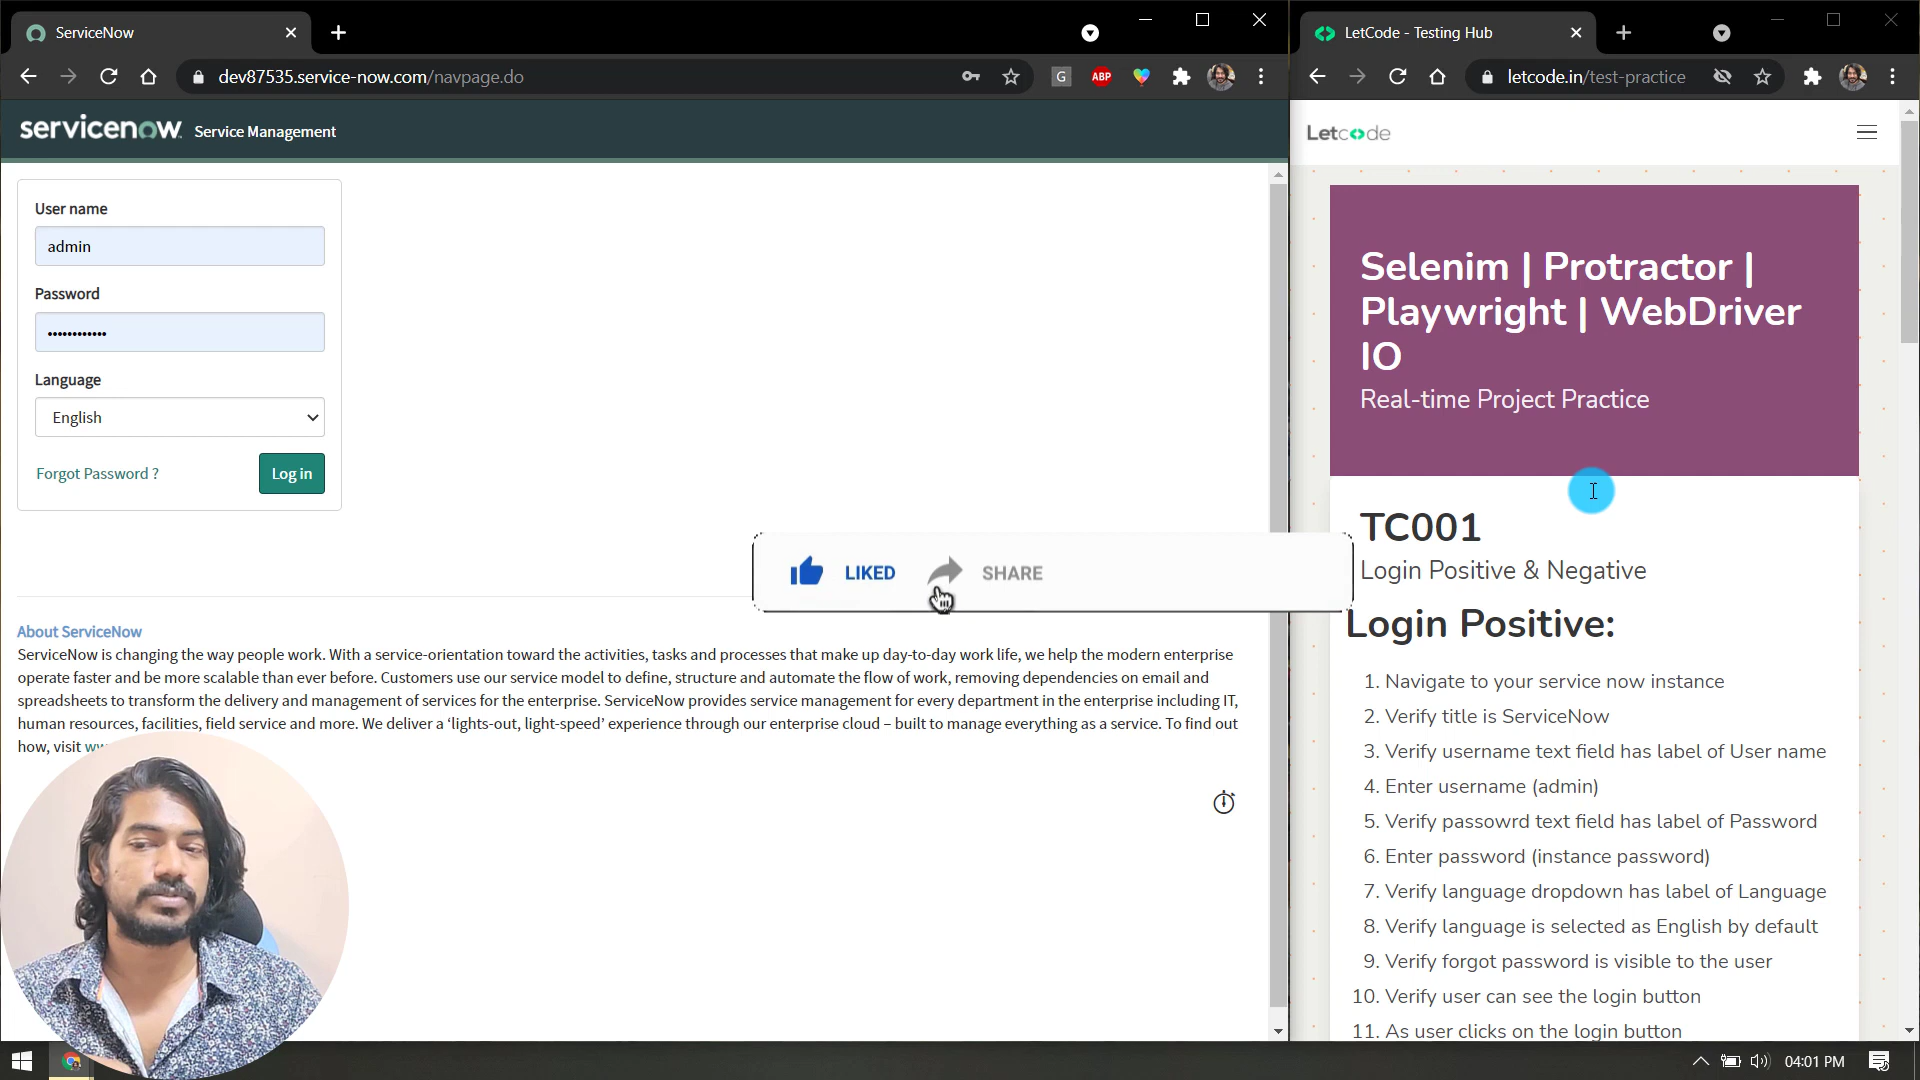 ServiceNow
dev87535.service-now.com/navpage.do
G
ABP
servicenow Service Management
User name
admin
Password
••••••••••••
Language
English
Forgot Password ?
Log in
LIKED
SHARE
About ServiceNow
ServiceNow is changing the way people work. With a service-orientation toward the activities, tasks and processes that make up day-to-day work life, we help the modern enterprise
operate faster and be more scalable than ever before. Customers use our service model to define, structure and automate the flow of work, removing dependencies on email and
spreadsheets to transform the delivery and management of services for the enterprise. ServiceNow provides service management for every department in the enterprise including IT,
human resources, facilities, field service and more. We deliver a ‘lights-out, light-speed’ experience through our enterprise cloud – built to manage everything as a service. To find out
how, visit
LetCode - Testing Hub
letcode.in/test-practice
Letcode
Selenim | Protractor |
Playwright | WebDriver
IO
Real-time Project Practice
TC001
Login Positive & Negative
Login Positive:
1. Navigate to your service now instance
2. Verify title is ServiceNow
3. Verify username text field has label of User name
4. Enter username (admin)
5. Verify passowrd text field has label of Password
6. Enter password (instance password)
7. Verify language dropdown has label of Language
8. Verify language is selected as English by default
9. Verify forgot password is visible to the user
10. Verify user can see the login button
11. As user clicks on the login button
04:01 PM